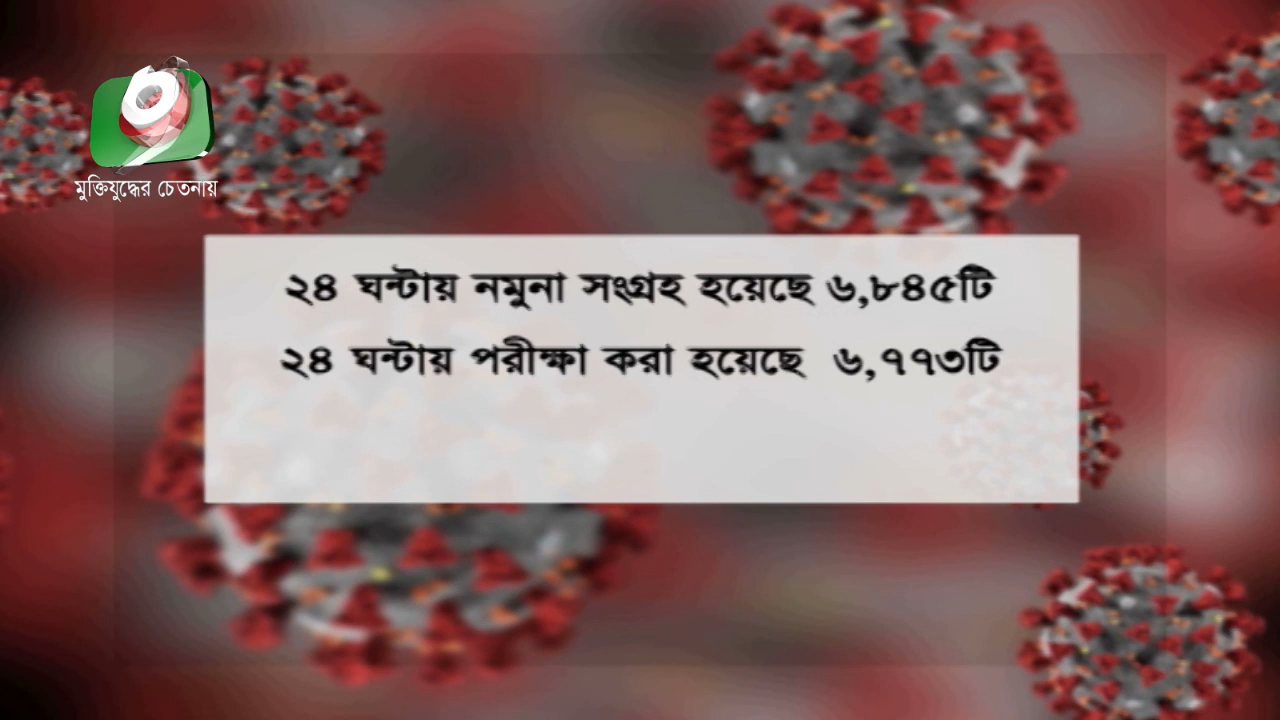 মুক্তিযুদ্ধের চেতনায়
২৪ ঘন্টায় নমুনা সংগ্রহ হয়েছে ৬,৮৪৫টি
২৪ ঘন্টায় পরীক্ষা করা হয়েছে ৬,৭৭৩টি